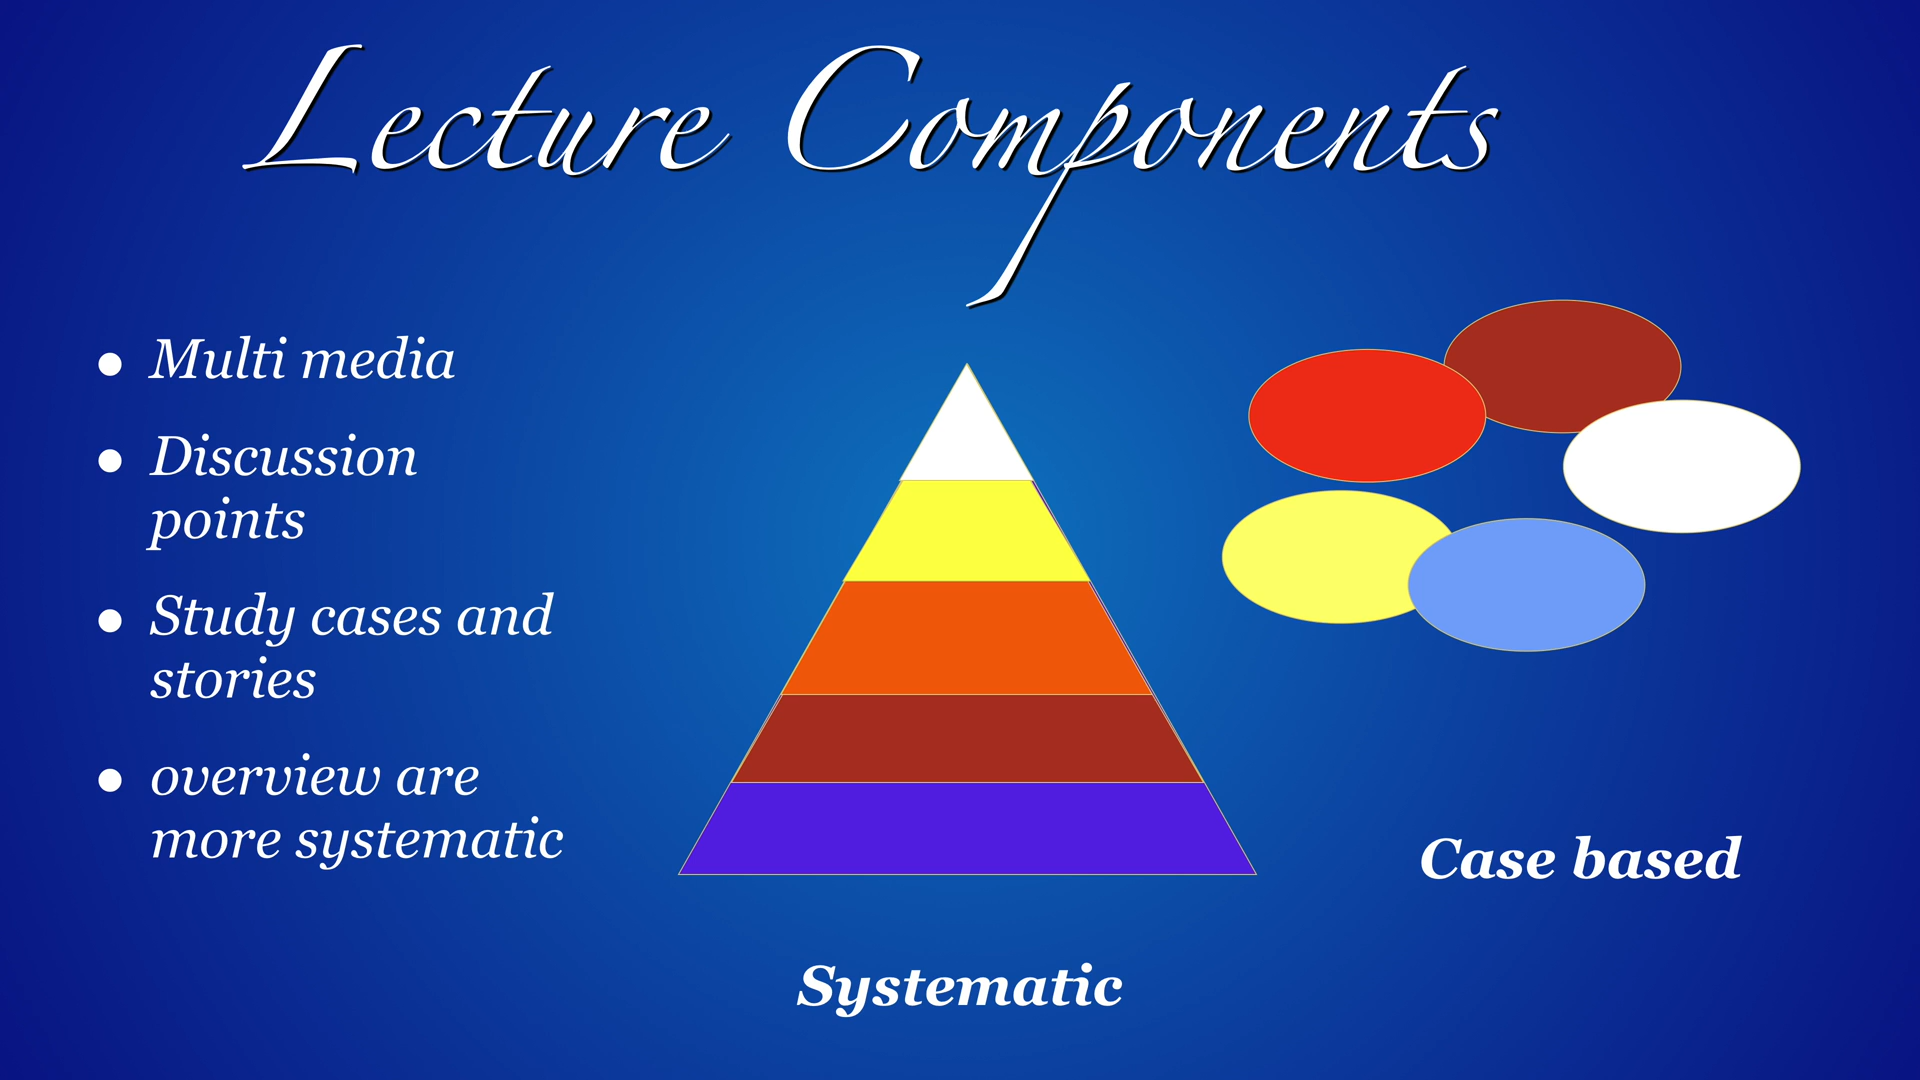 Lecture Components
Multi media
Discussion
points
Study cases and
stories
overview are
more systematic
Case based
Systematic